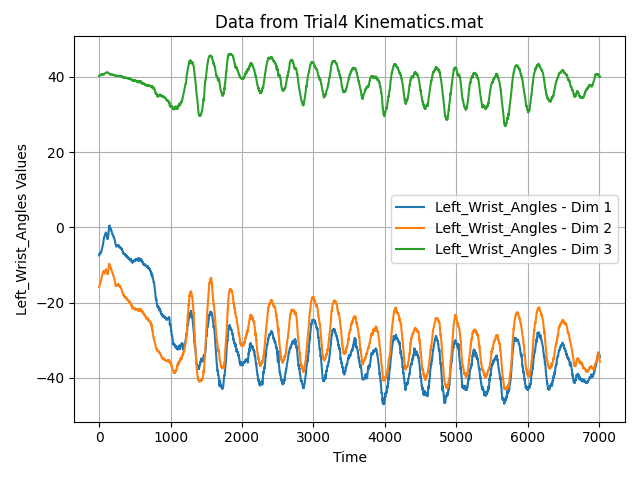 Data from Trial4 Kinematics.mat
Left_Wrist_Angles Values
40
20
0
−20
−40
Left_Wrist_Angles - Dim 1
Left_Wrist_Angles - Dim 2
Left_Wrist_Angles - Dim 3
0 1000 2000 3000 4000 5000 6000 7000
Time